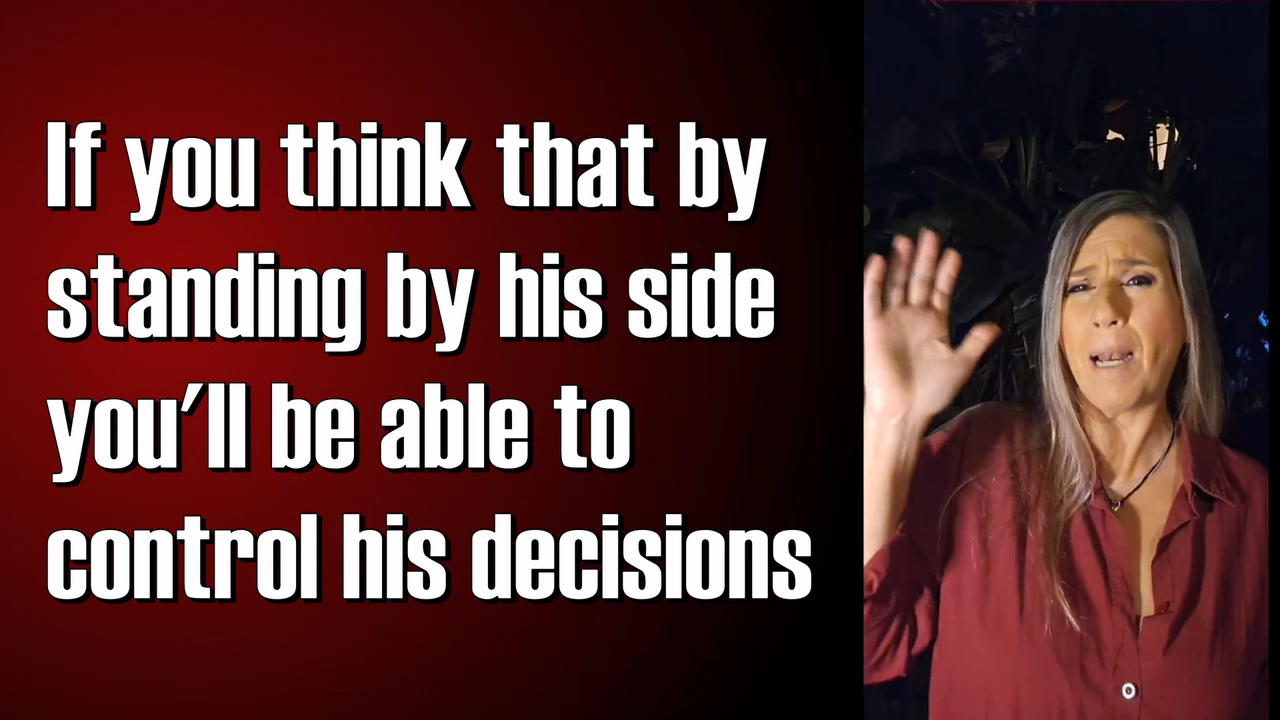 If you think that by
standing by his side
you'll be able to
control his decisions